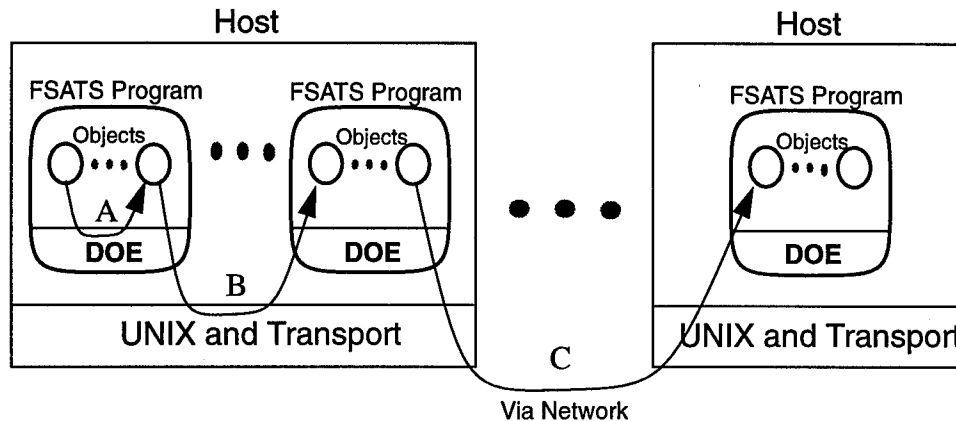 Host
Host
FSATS Program
FSATS Program
FSATS Program
Objects
Objects
Objects
A
DOE
DOE
DOE
B
UNIX and Transport
UNIX and Transport
C
Via Network